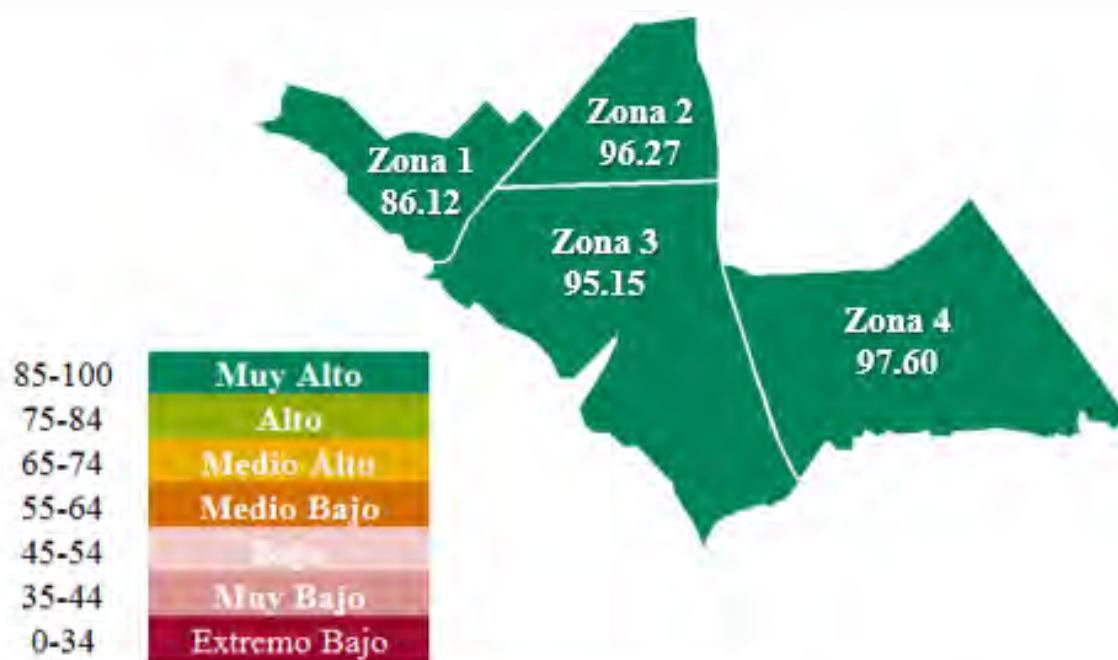 Zona 1
86.12
Zona 2
96.27
Zona 3
95.15
Zona 4
97.60
85-100 Muy Alto
75-84 Alto
65-74 Medio Alto
55-64 Medio Bajo
45-54
35-44 Muy Bajo
0-34 Extremo Bajo